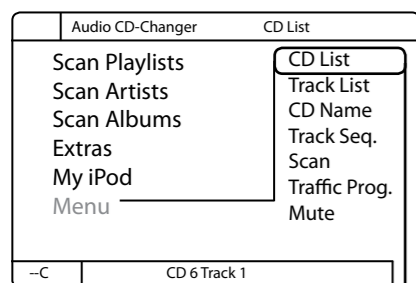 Audio CD-Changer CD List
Scan Playlists
Scan Artists
Scan Albums
Extras
My iPod
Menu
CD List
Track List
CD Name
Track Seq.
Scan
Traffic Prog.
Mute
--C CD 6 Track 1